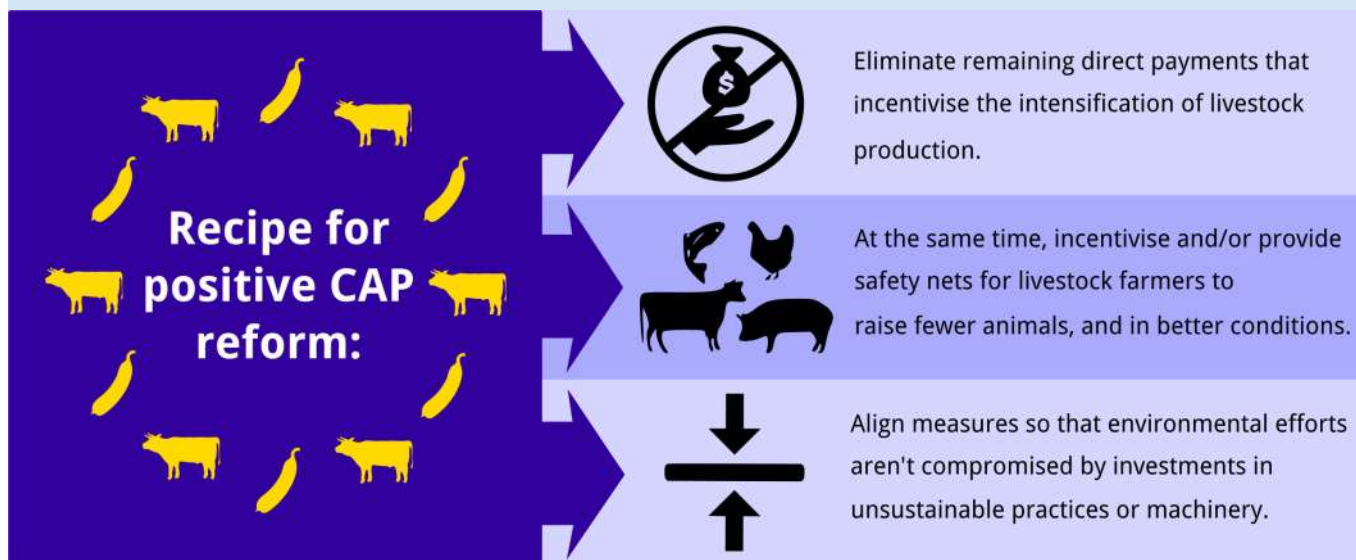 Recipe for
positive CAP
reform:
$
Eliminate remaining direct payments that
incentivise the intensification of livestock
production.
At the same time, incentivise and/or provide
safety nets for livestock farmers to
raise fewer animals, and in better conditions.
Align measures so that environmental efforts
aren't compromised by investments in
unsustainable practices or machinery.